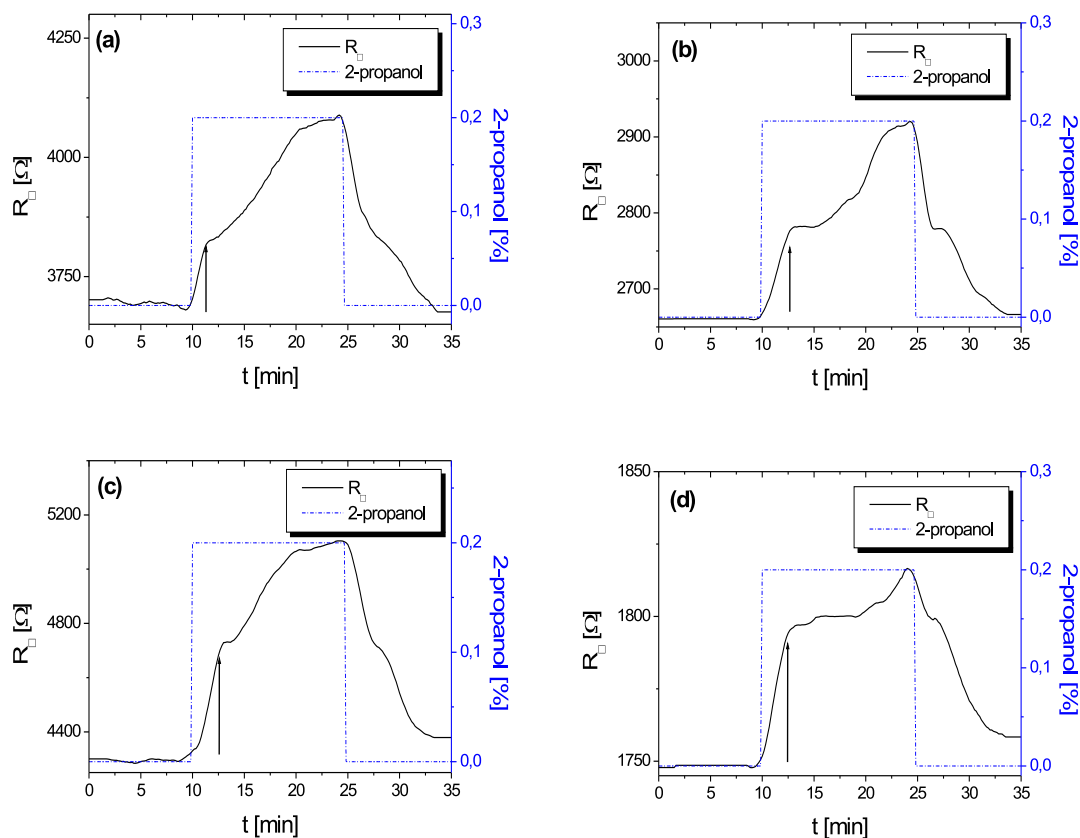 (a)
R□
2-propanol
4250
4000
3750
R□ [Ω]
0,3
0,2
0,1
0,0
2-propanol [%]
0 5 10 15 20 25 30 35
t [min]
(b)
R□
2-propanol
3000
2900
2800
2700
R□ [Ω]
0,3
0,2
0,1
0,0
2-propanol [%]
0 5 10 15 20 25 30 35
t [min]
(c)
R□
2-propanol
5200
4800
4400
R□ [Ω]
0,2
0,1
0,0
2-propanol [%]
0 5 10 15 20 25 30 35
t [min]
(d)
R□
2-propanol
1850
1800
1750
R□ [Ω]
0,3
0,2
0,1
0,0
2-propanol [%]
0 5 10 15 20 25 30 35
t [min]